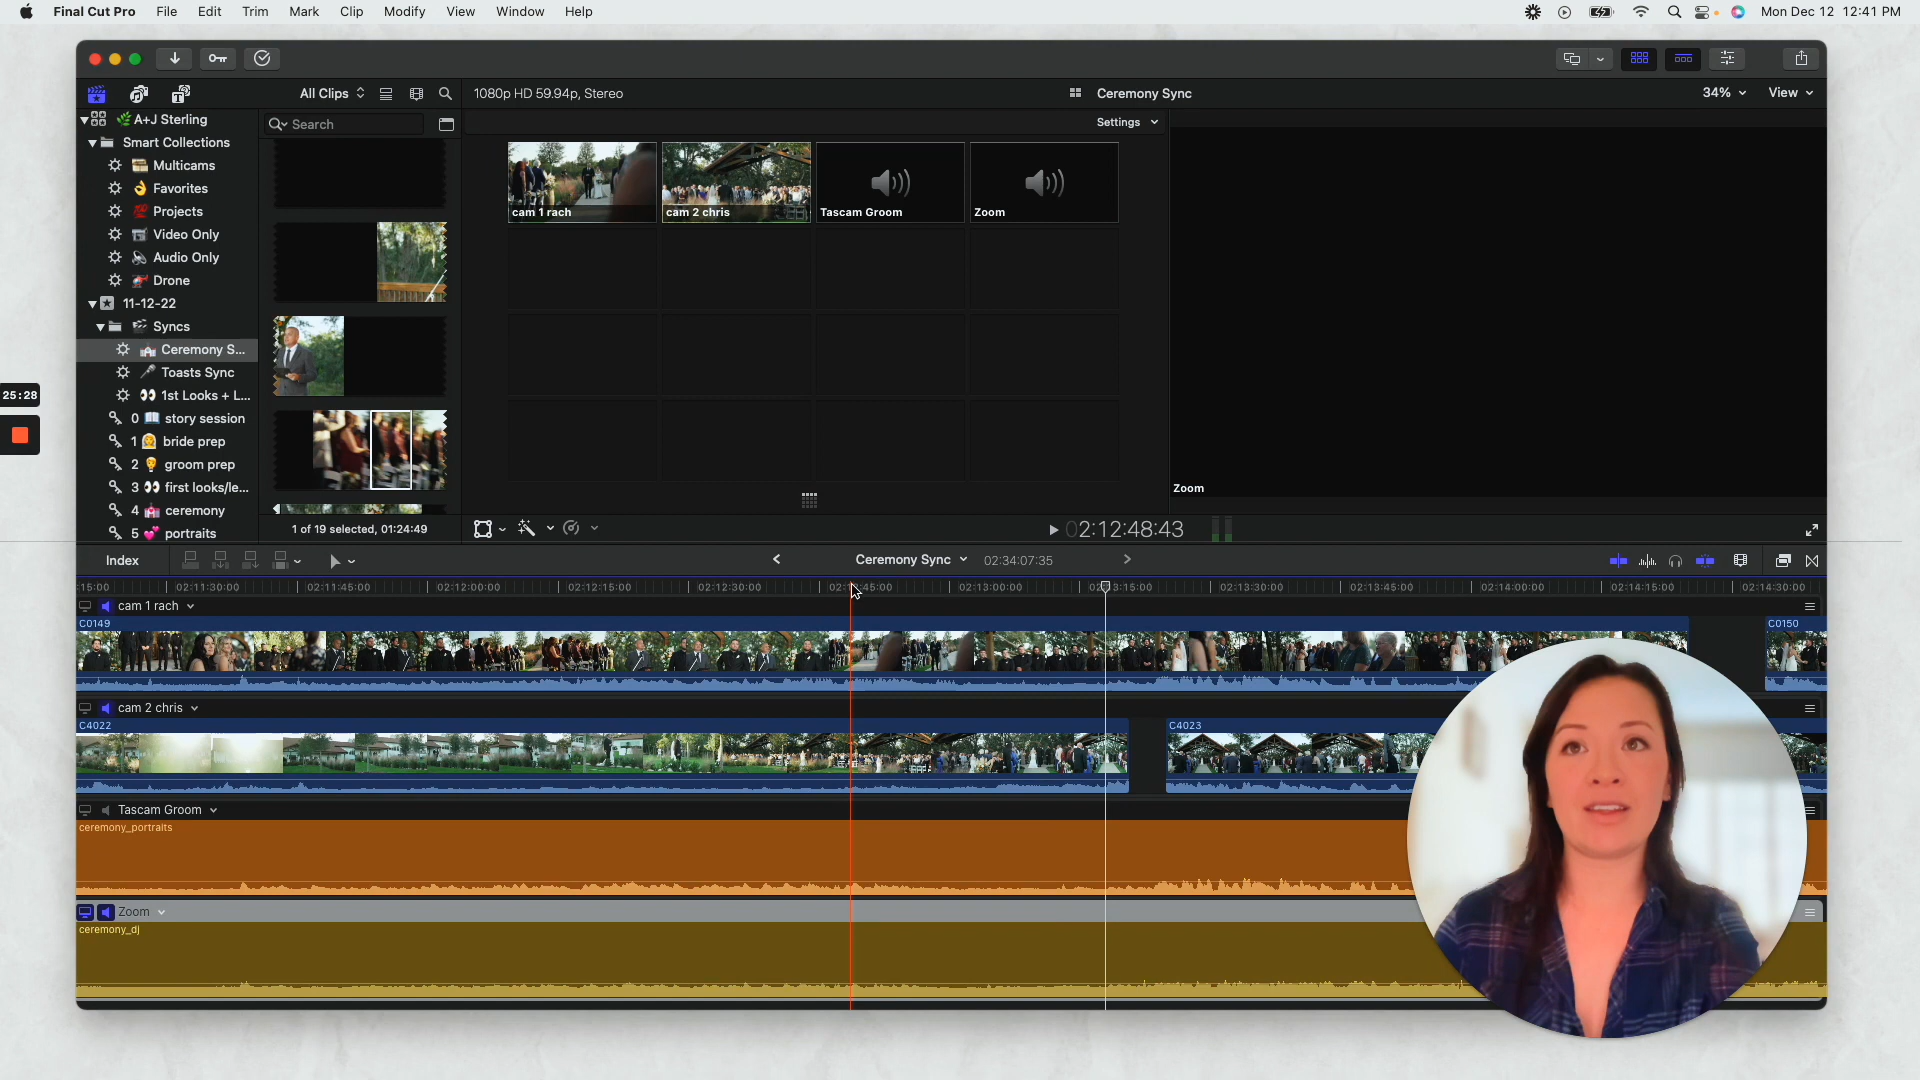 Final Cut Pro File Edit Trim Mark Clip Modify View Window Help Mon Dec 12 12:41 PM
All Clips 1080p HD 59.94p, Stereo Ceremony Sync 34% View
A+J Sterling
Smart Collections
Multicams
Favorites
Projects
Video Only
Audio Only
Drone
11-12-22
Syncs
Ceremony S...
Toasts Sync
1st Looks + L...
0 story session
1 bride prep
2 groom prep
3 first looks/le...
4 ceremony
5 portraits
Search
1 of 19 selected, 01:24:49
Settings
cam 1 rach
cam 2 chris
Tascam Groom
Zoom
Zoom
02:12:48:43
25:28
Index Ceremony Sync 02:34:07:35
:15:00 02:11:30:00 02:11:45:00 02:12:00:00 02:12:15:00 02:12:30:00 02:13:00:00 02:13:30:00 02:13:45:00 02:14:00:00 02:14:15:00 02:14:30:00
cam 1 rach
C0149 C0150
cam 2 chris
C4022 C4023
Tascam Groom
ceremony_portraits
Zoom
ceremony_dj